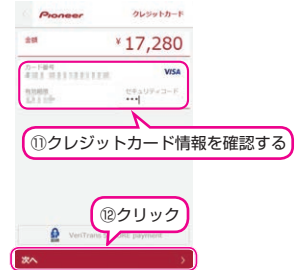 Pioneer クレジットカード
金額 ¥17,280
カード番号
VISA
有効期限 セキュリティコード
•••
⑪クレジットカード情報を確認する
⑫クリック
VeriTrans payment
次へ >